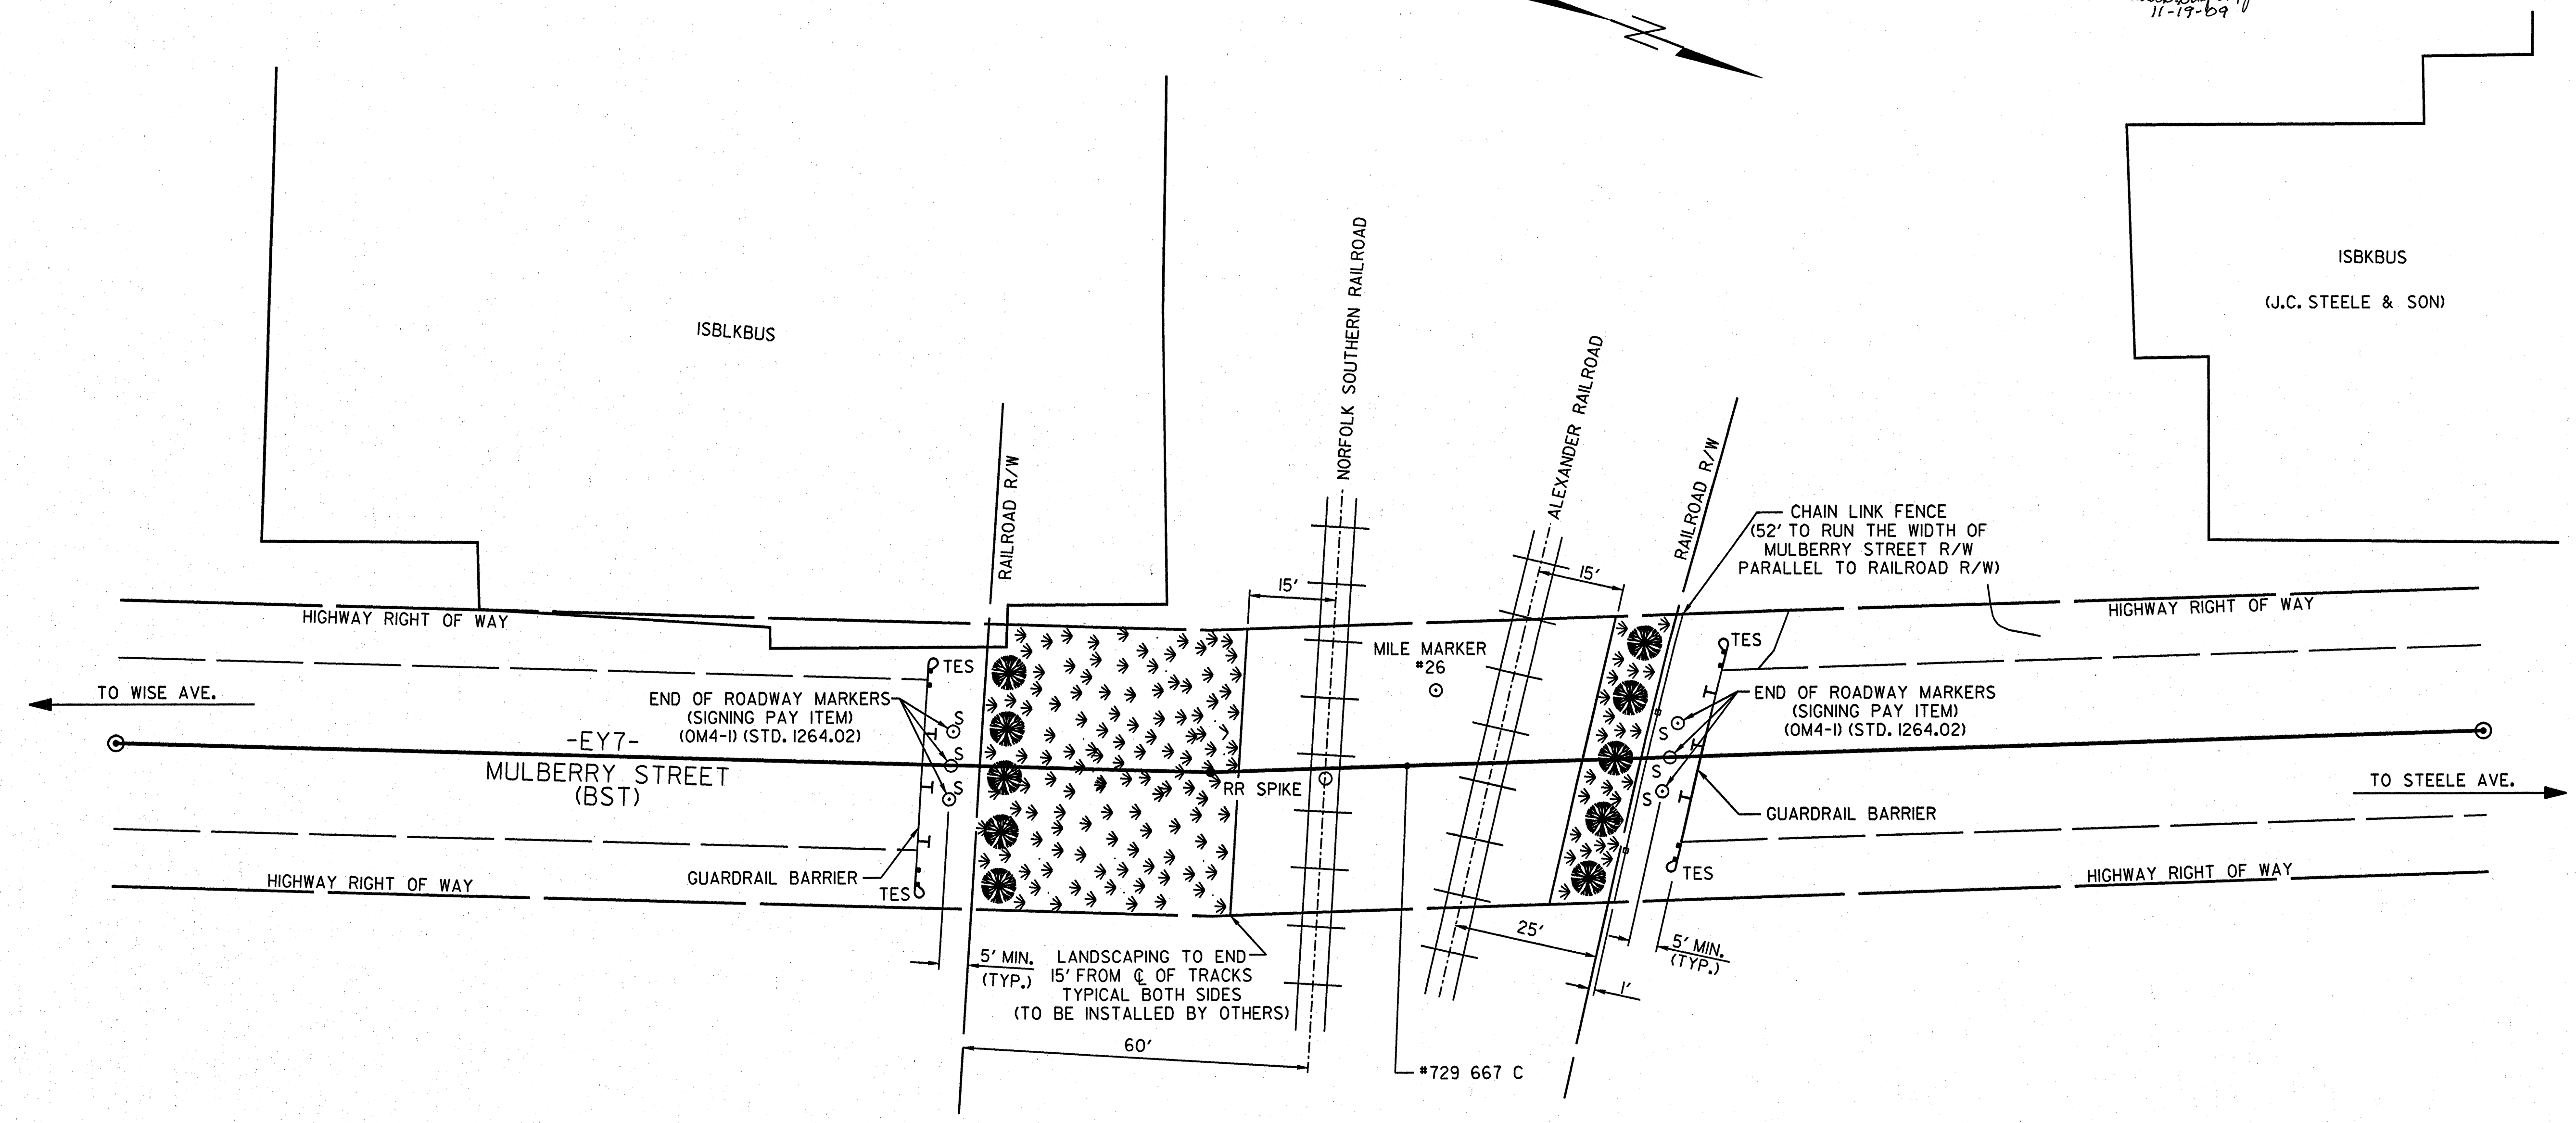 11-19-09
N
ISBKBUS
(J.C. STEELE & SON)
ISBLKBUS
NORFOLK SOUTHERN RAILROAD
ALEXANDER RAILROAD
RAILROAD R/W
RAILROAD R/W
CHAIN LINK FENCE
(52' TO RUN THE WIDTH OF
MULBERRY STREET R/W
PARALLEL TO RAILROAD R/W)
15'
15'
HIGHWAY RIGHT OF WAY
HIGHWAY RIGHT OF WAY
MILE MARKER
#26
TES
TES
TO WISE AVE.
END OF ROADWAY MARKERS
(SIGNING PAY ITEM)
(OM4-1) (STD. 1264.02)
S
S
S
END OF ROADWAY MARKERS
(SIGNING PAY ITEM)
(OM4-1) (STD. 1264.02)
S
S
S
-EY7-
MULBERRY STREET
(BST)
RR SPIKE
TO STEELE AVE.
GUARDRAIL BARRIER
GUARDRAIL BARRIER
TES
TES
HIGHWAY RIGHT OF WAY
HIGHWAY RIGHT OF WAY
25'
5' MIN.
(TYP.)
5' MIN.
(TYP.)
LANDSCAPING TO END
15' FROM ℄ OF TRACKS
TYPICAL BOTH SIDES
(TO BE INSTALLED BY OTHERS)
1'
60'
#729 667 C